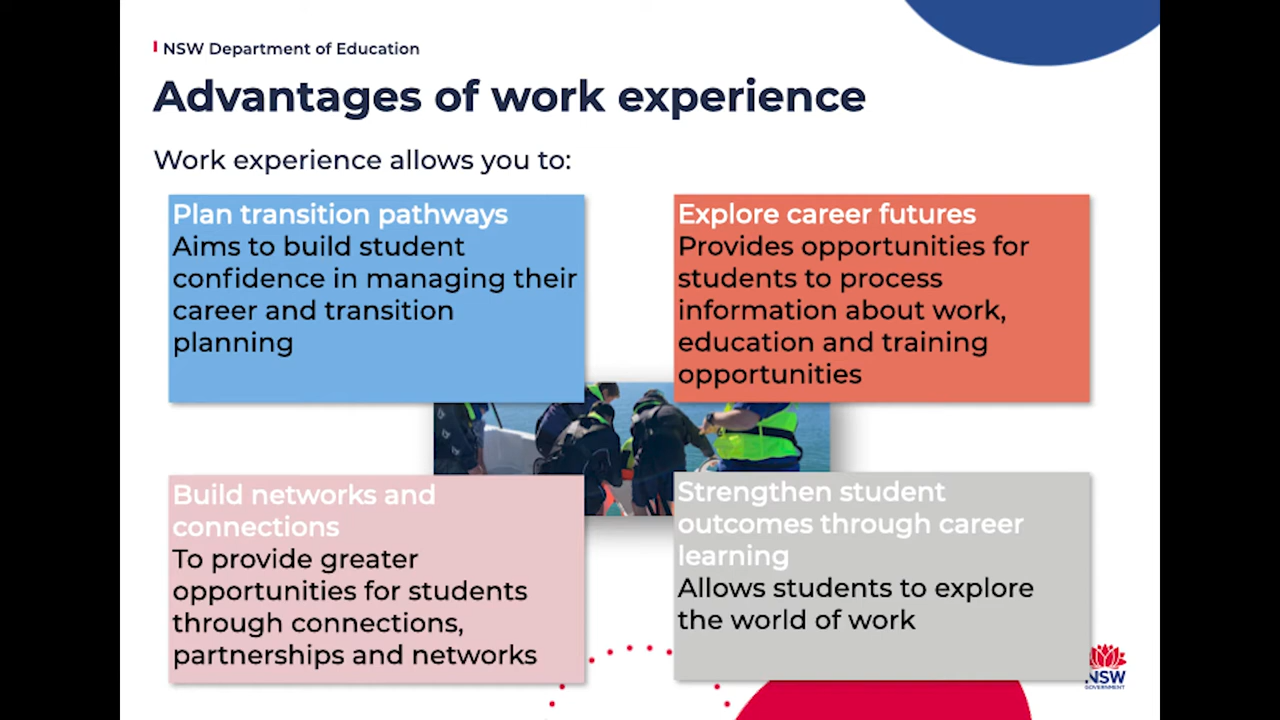 NSW Department of Education
Advantages of work experience
Work experience allows you to:
Plan transition pathways
Aims to build student
confidence in managing their
career and transition
planning
Explore career futures
Provides opportunities for
students to process
information about work,
education and training
opportunities
Build networks and
connections
To provide greater
opportunities for students
through connections,
partnerships and networks
Strengthen student
outcomes through career
learning
Allows students to explore
the world of work
NSW
GOVERNMENT